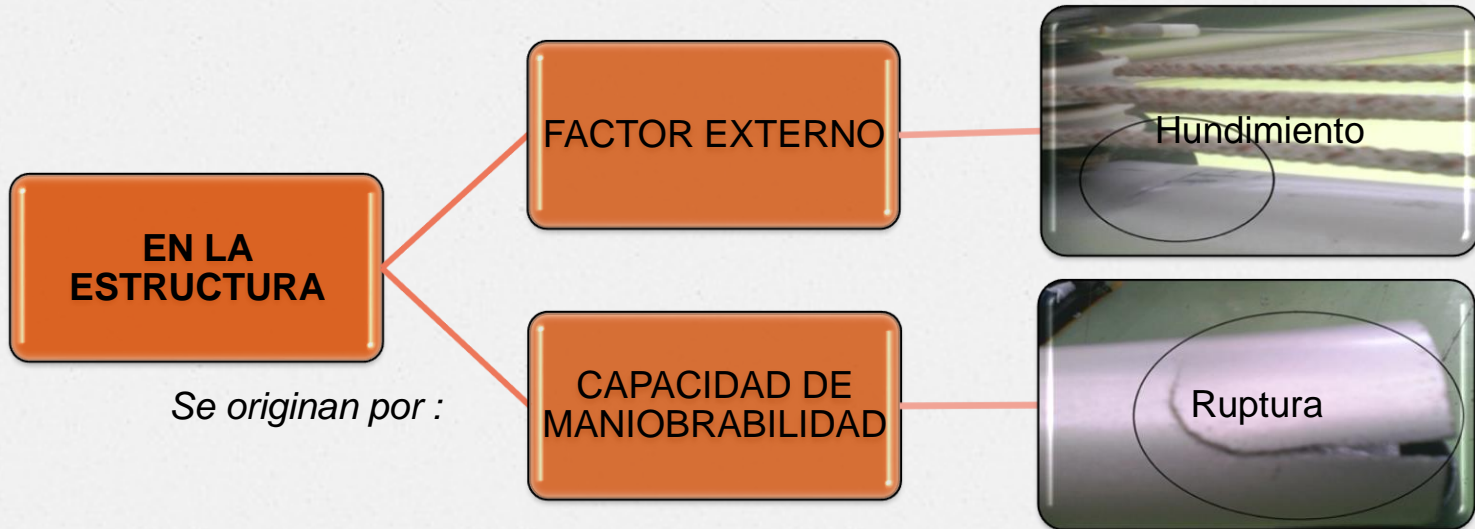 EN LA
ESTRUCTURA
Se originan por :
FACTOR EXTERNO
Hundimiento
CAPACIDAD DE
MANIOBRABILIDAD
Ruptura